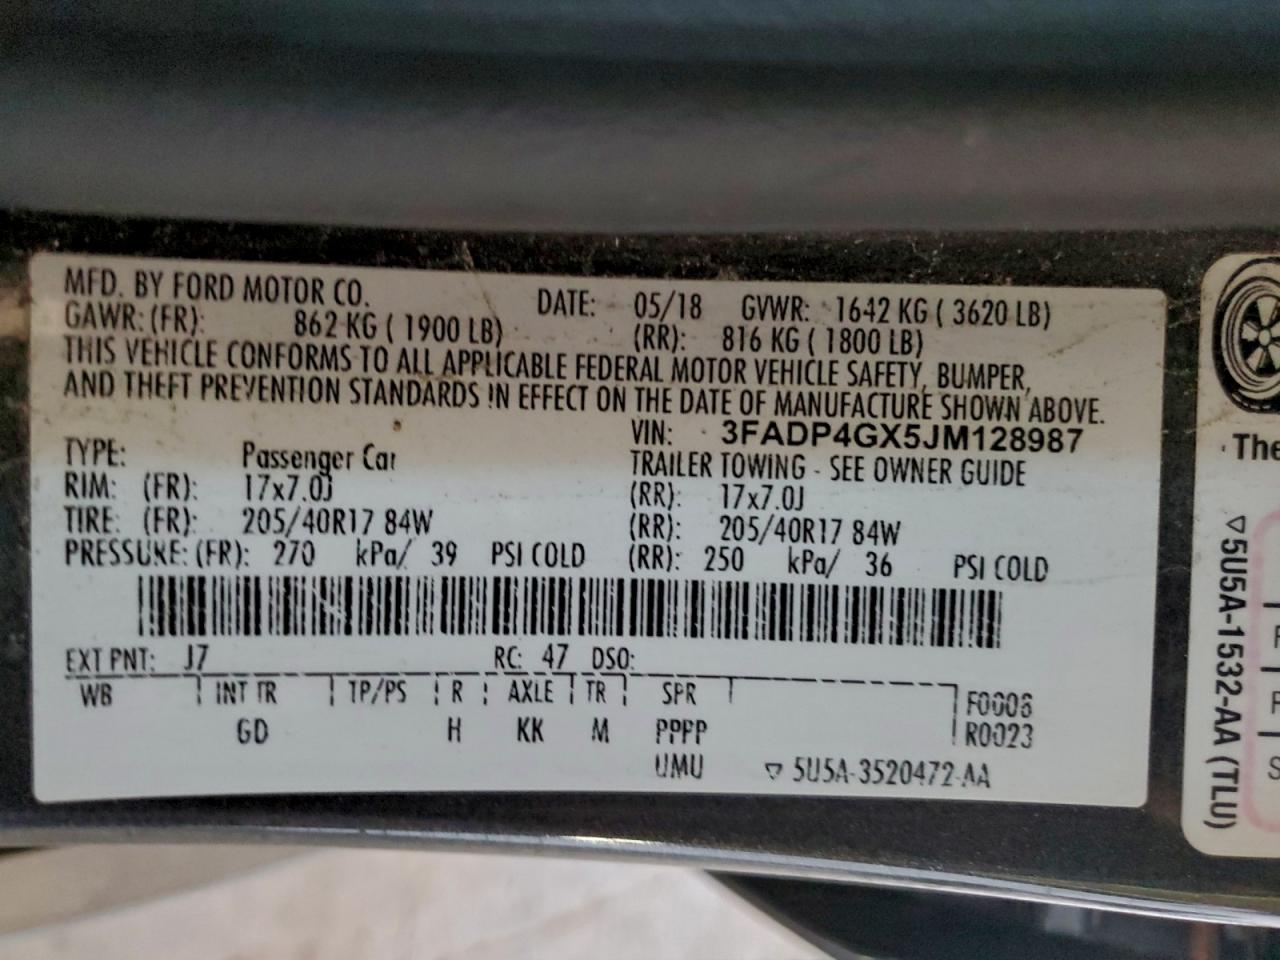 MFD. BY FORD MOTOR CO. DATE: 05/18 GVWR: 1642 KG ( 3620 LB)
GAWR: (FR): 862 KG ( 1900 LB) (RR): 816 KG ( 1800 LB)
THIS VEHICLE CONFORMS TO ALL APPLICABLE FEDERAL MOTOR VEHICLE SAFETY, BUMPER,
AND THEFT PREVENTION STANDARDS IN EFFECT ON THE DATE OF MANUFACTURE SHOWN ABOVE.
VIN: 3FADP4GX5JM128987
TYPE: Passenger Car TRAILER TOWING - SEE OWNER GUIDE
RIM: (FR): 17x7.0J (RR): 17x7.0J
TIRE: (FR): 205/40R17 84W (RR): 205/40R17 84W
PRESSURE: (FR): 270 kPa/ 39 PSI COLD (RR): 250 kPa/ 36 PSI COLD
EXT PNT: J7 RC: 47 DSO:
WB INT TR TP/PS R AXLE TR SPR F0006
GD H KK M PPPP R0023
UMU ▽ 5U5A-3520472-AA
The
▽5U5A-1532-AA (TLU)